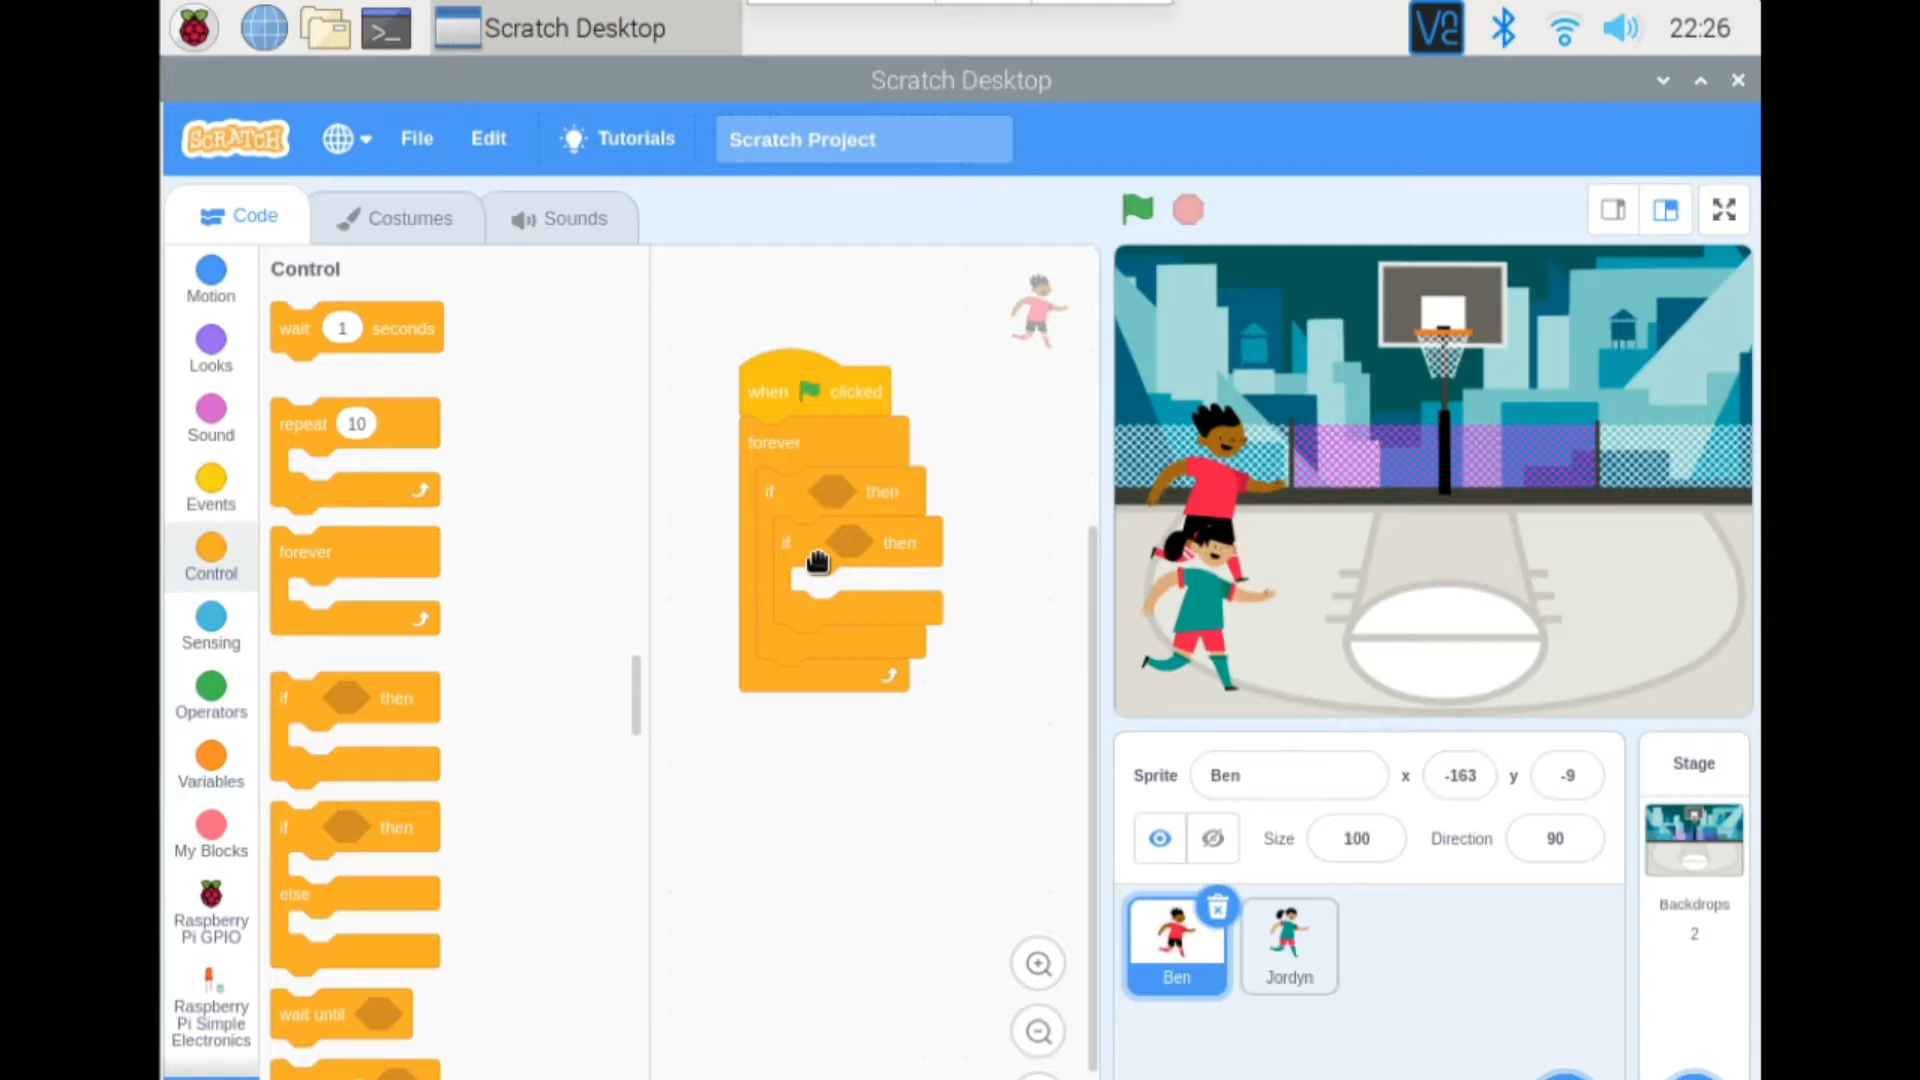 Scratch Desktop
22:26
Scratch Desktop
SCRATCH
File
Edit
Tutorials
Scratch Project
Code
Costumes
Sounds
Motion
Looks
Sound
Events
Control
Sensing
Operators
Variables
My Blocks
Raspberry
Pi GPIO
Raspberry
Pi Simple
Electronics
Control
wait 1 seconds
repeat 10
forever
if then
if then
else
wait until
when clicked
forever
if then
if then
Sprite Ben x -163 y -9
Size 100 Direction 90
Ben
Jordyn
Stage
Backdrops
2